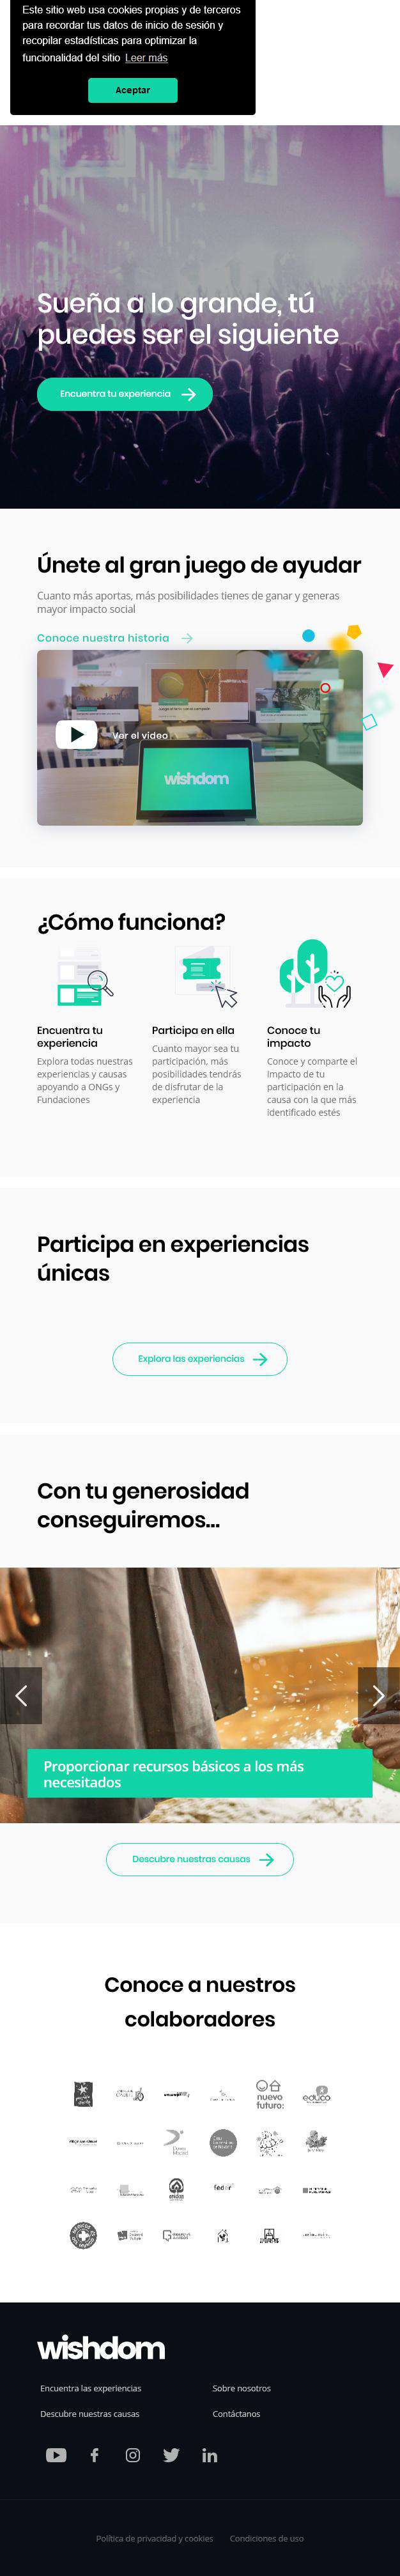 Este sitio web usa cookies propias y de terceros
para recordar tus datos de inicio de sesión y
recopilar estadísticas para optimizar la
funcionalidad del sitio Leer más
Aceptar
Sueña a lo grande, tú
puedes ser el siguiente
Encuentra tu experiencia
Únete al gran juego de ayudar
Cuanto más aportas, más posibilidades tienes de ganar y generas
mayor impacto social
Conoce nuestra historia
Ver el video
wishdom
¿Cómo funciona?
Encuentra tu
experiencia
Explora todas nuestras
experiencias y causas
apoyando a ONGs y
Fundaciones
Participa en ella
Cuanto mayor sea tu
participación, más
posibilidades tendrás
de disfrutar de la
experiencia
Conoce tu
impacto
Conoce y comparte el
impacto de tu
participación en la
causa con la que más
identificado estés
Participa en experiencias
únicas
Explora las experiencias
Con tu generosidad
conseguiremos...
Proporcionar recursos básicos a los más
necesitados
Descubre nuestras causas
Conoce a nuestros
colaboradores
nuevo
futuro:
educo
feder
wishdom
Encuentra las experiencias
Sobre nosotros
Descubre nuestras causas
Contáctanos
Política de privacidad y cookies
Condiciones de uso